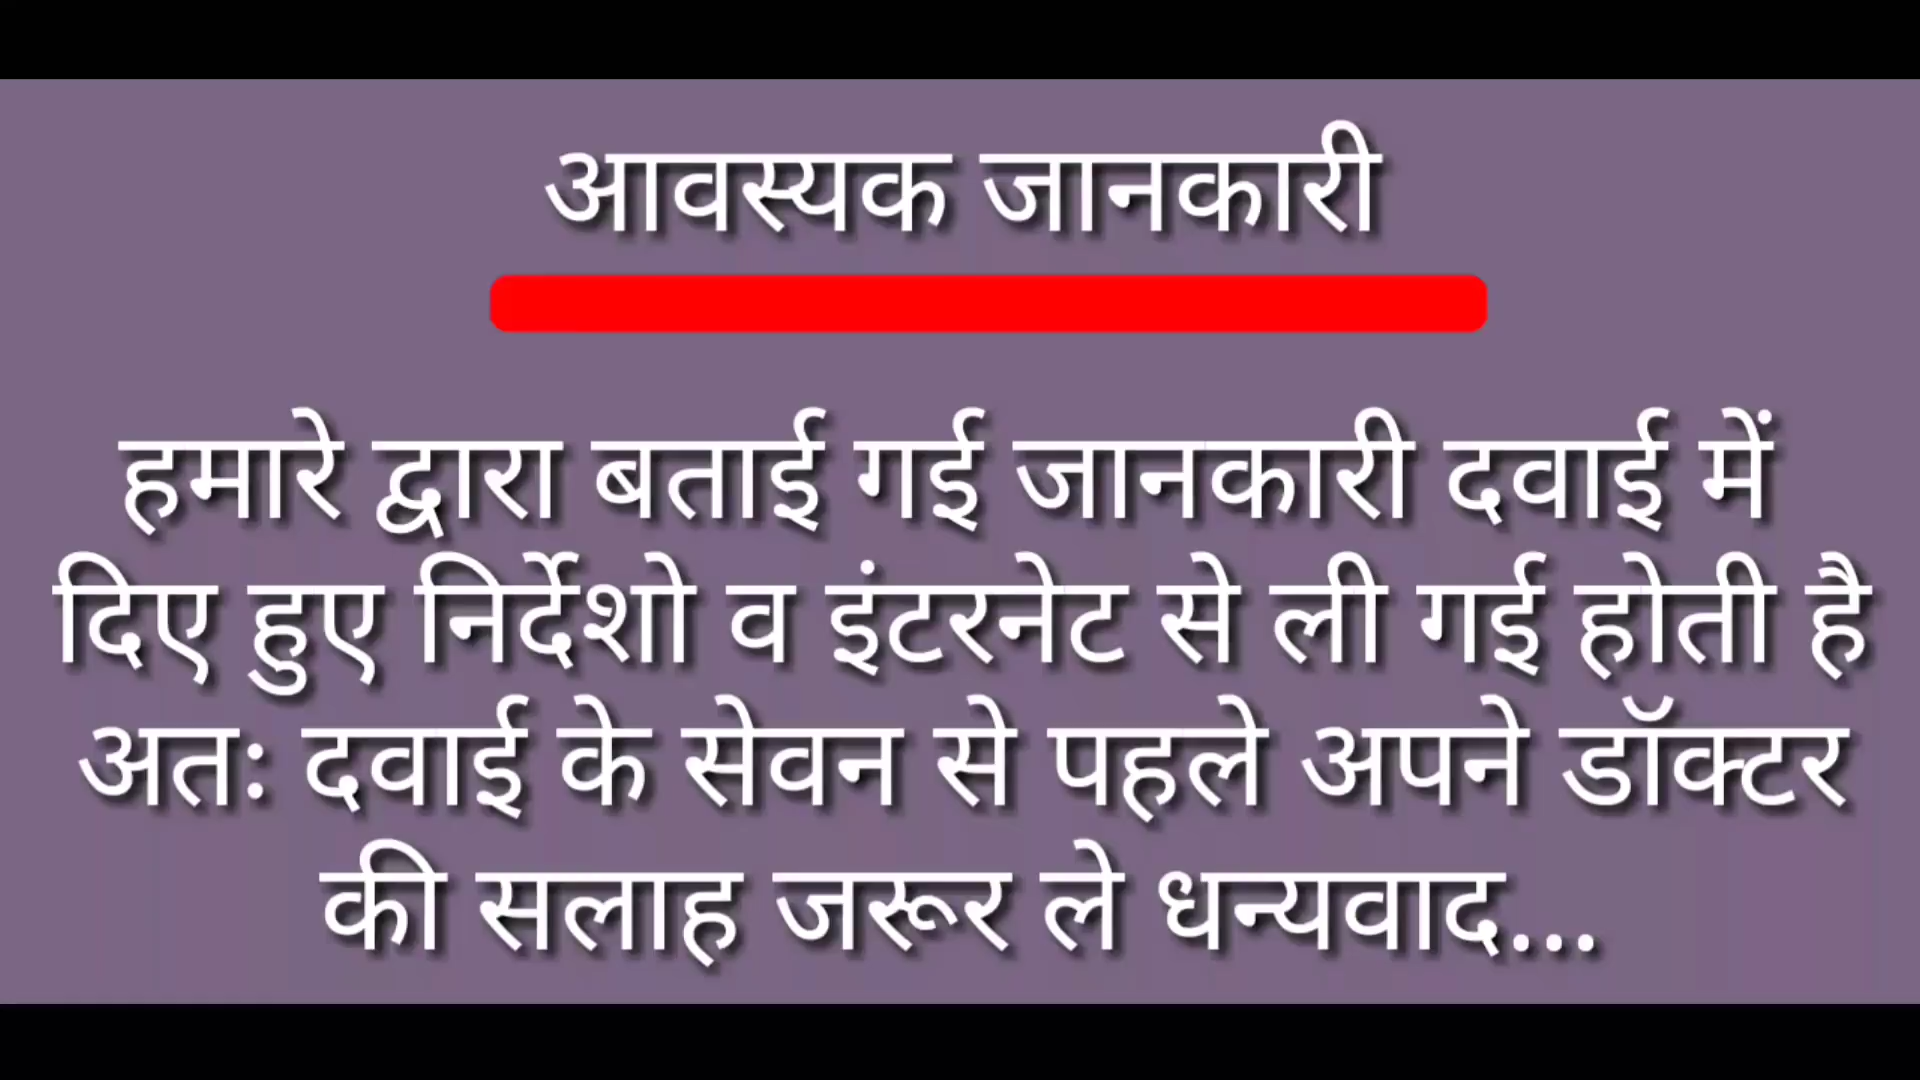 आवस्यक जानकारी
हमारे द्वारा बताई गई जानकारी दवाई में
दिए हुए निर्देशो व इंटरनेट से ली गई होती है
अतः दवाई के सेवन से पहले अपने डॉक्टर
की सलाह जरूर ले धन्यवाद...